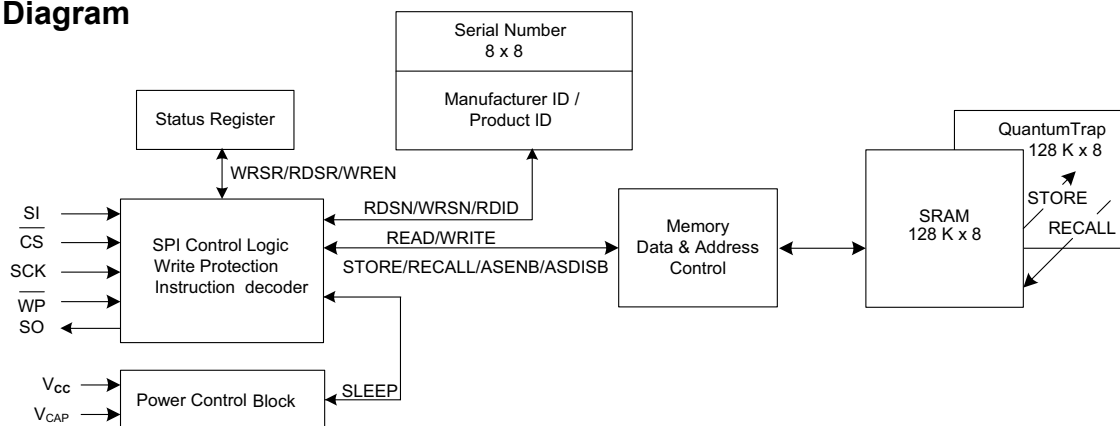 Diagram
Serial Number
8 x 8
Manufacturer ID /
Product ID
Status Register
WRSR/RDSR/WREN
QuantumTrap
128 K x 8
SI
C̅S̅
SCK
W̅P̅
SO
SPI Control Logic
Write Protection
Instruction decoder
RDSN/WRSN/RDID
READ/WRITE
STORE/RECALL/ASENB/ASDISB
Memory
Data & Address
Control
SRAM
128 K x 8
STORE
RECALL
VCC
VCAP
Power Control Block
SLEEP